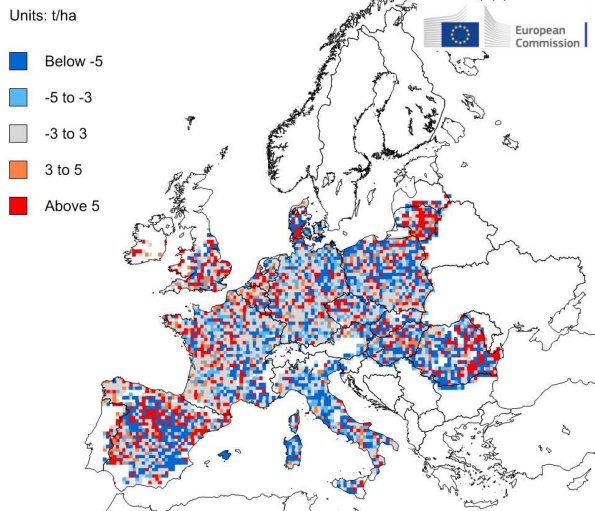 Units: t/ha
Below -5
-5 to -3
-3 to 3
3 to 5
Above 5
European
Commission